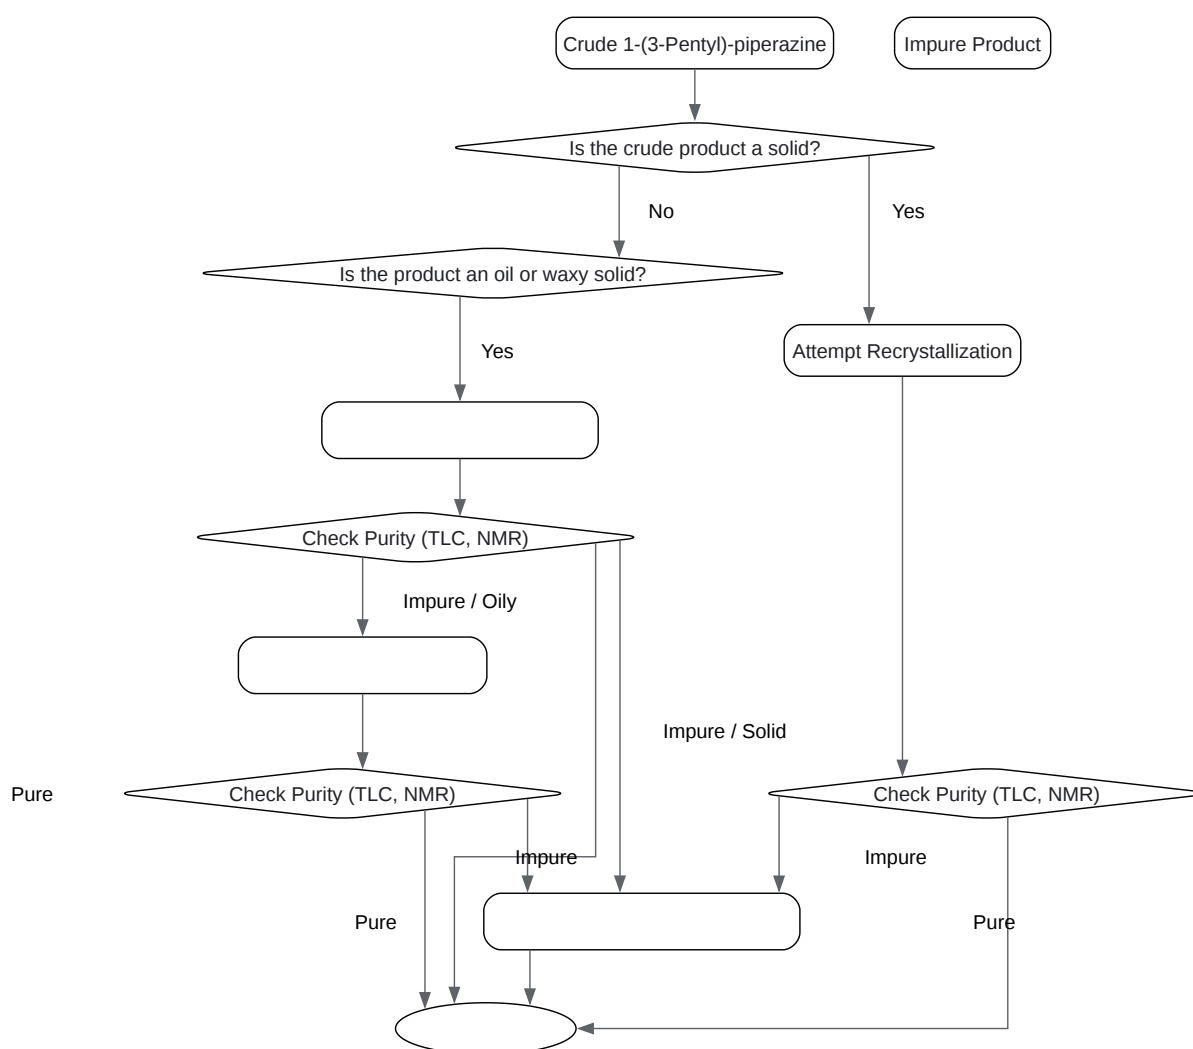 Crude 1-(3-Pentyl)-piperazine
Impure Product
Is the crude product a solid?
No
Yes
Is the product an oil or waxy solid?
Yes
Attempt Recrystallization
Check Purity (TLC, NMR)
Impure / Oily
Impure / Solid
Pure
Check Purity (TLC, NMR)
Check Purity (TLC, NMR)
Impure
Impure
Pure
Pure